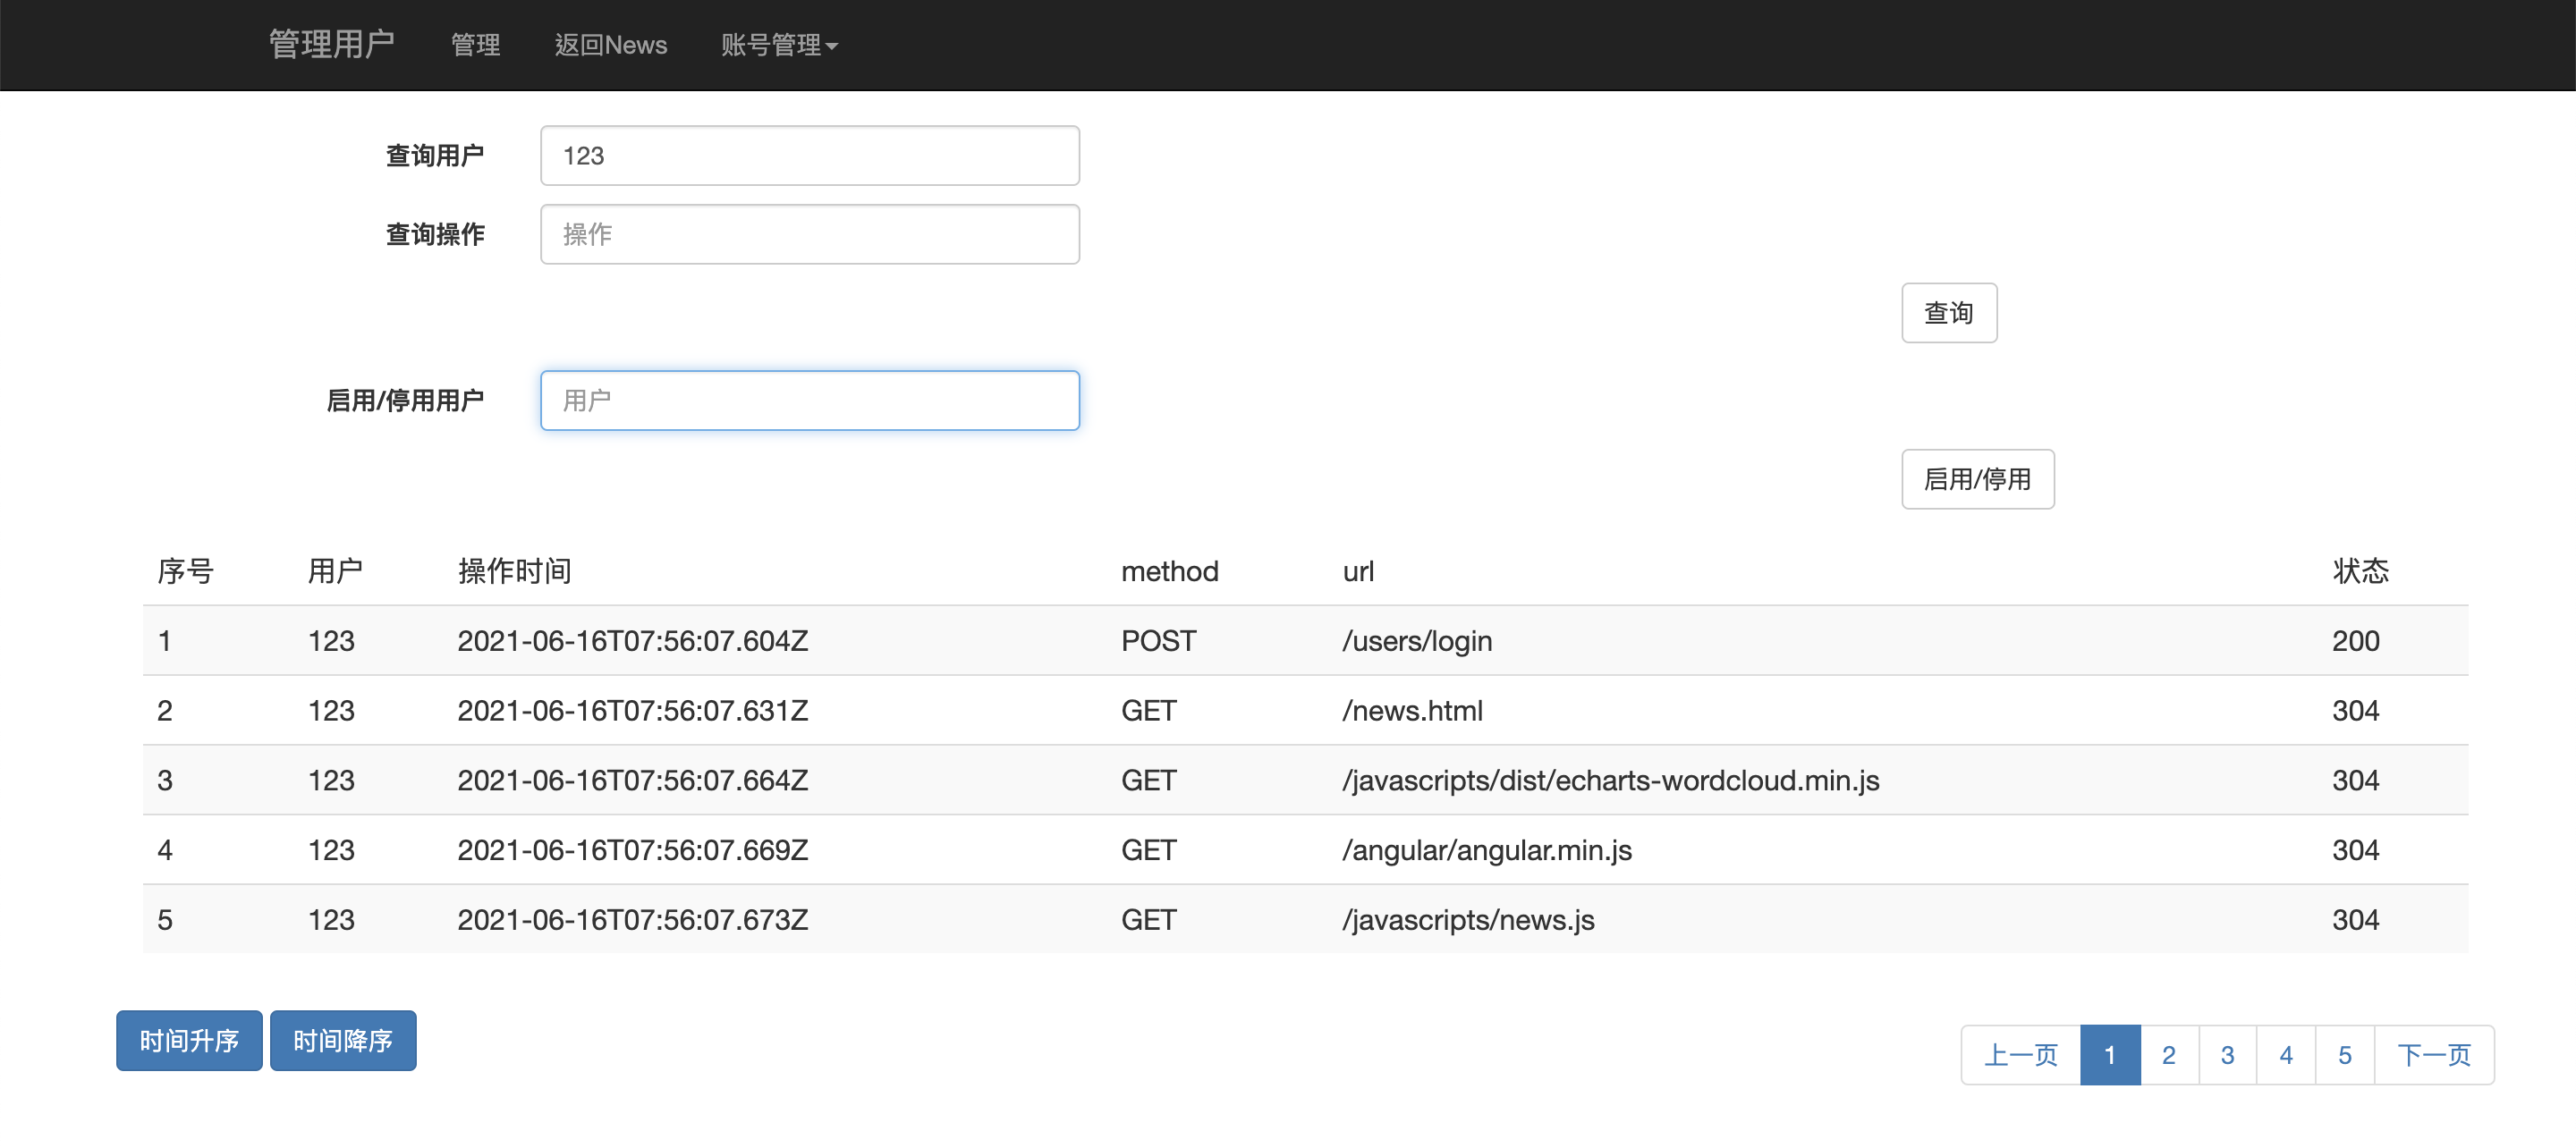 管理用户 管理 返回News 账号管理
查询用户 123
查询操作 操作
查询
启用/停用用户 用户
启用/停用
序号 用户 操作时间 method url 状态
1 123 2021-06-16T07:56:07.604Z POST /users/login 200
2 123 2021-06-16T07:56:07.631Z GET /news.html 304
3 123 2021-06-16T07:56:07.664Z GET /javascripts/dist/echarts-wordcloud.min.js 304
4 123 2021-06-16T07:56:07.669Z GET /angular/angular.min.js 304
5 123 2021-06-16T07:56:07.673Z GET /javascripts/news.js 304
时间升序 时间降序
上一页 1 2 3 4 5 下一页